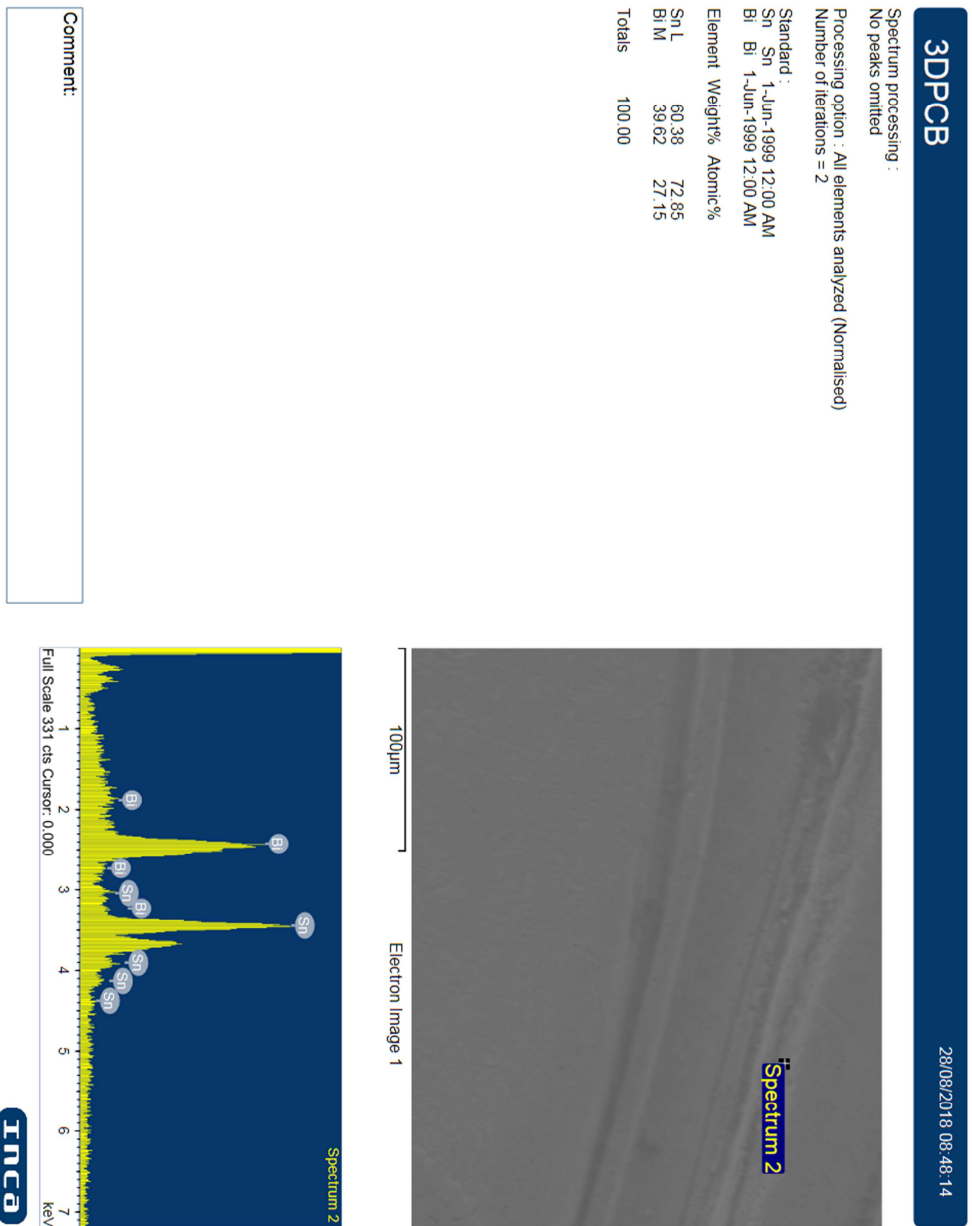 3DPCB
28/08/2018 08:48:14
Spectrum processing :
No peaks omitted
Processing option : All elements analyzed (Normalised)
Number of iterations = 2
Standard :
Sn Sn 1-Jun-1999 12:00 AM
Bi Bi 1-Jun-1999 12:00 AM
Element Weight% Atomic%
Sn L 60.38 72.85
Bi M 39.62 27.15
Totals 100.00
Comment:
Spectrum 2
100µm
Electron Image 1
Spectrum 2
Bi
Bi
Bi
Sn
Bi
Sn
Sn
Sn
Sn
1 2 3 4 5 6 7
Full Scale 331 cts Cursor: 0.000
keV
Inca